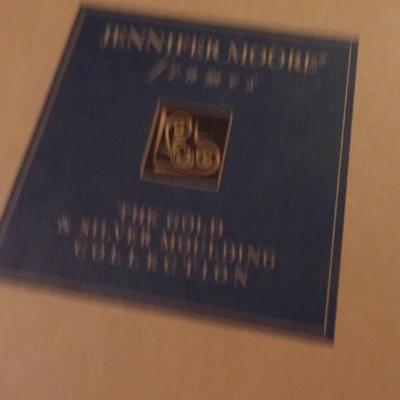 JENNIFER MOORE
THE GOLD
& SILVER MOULDING
COLLECTION